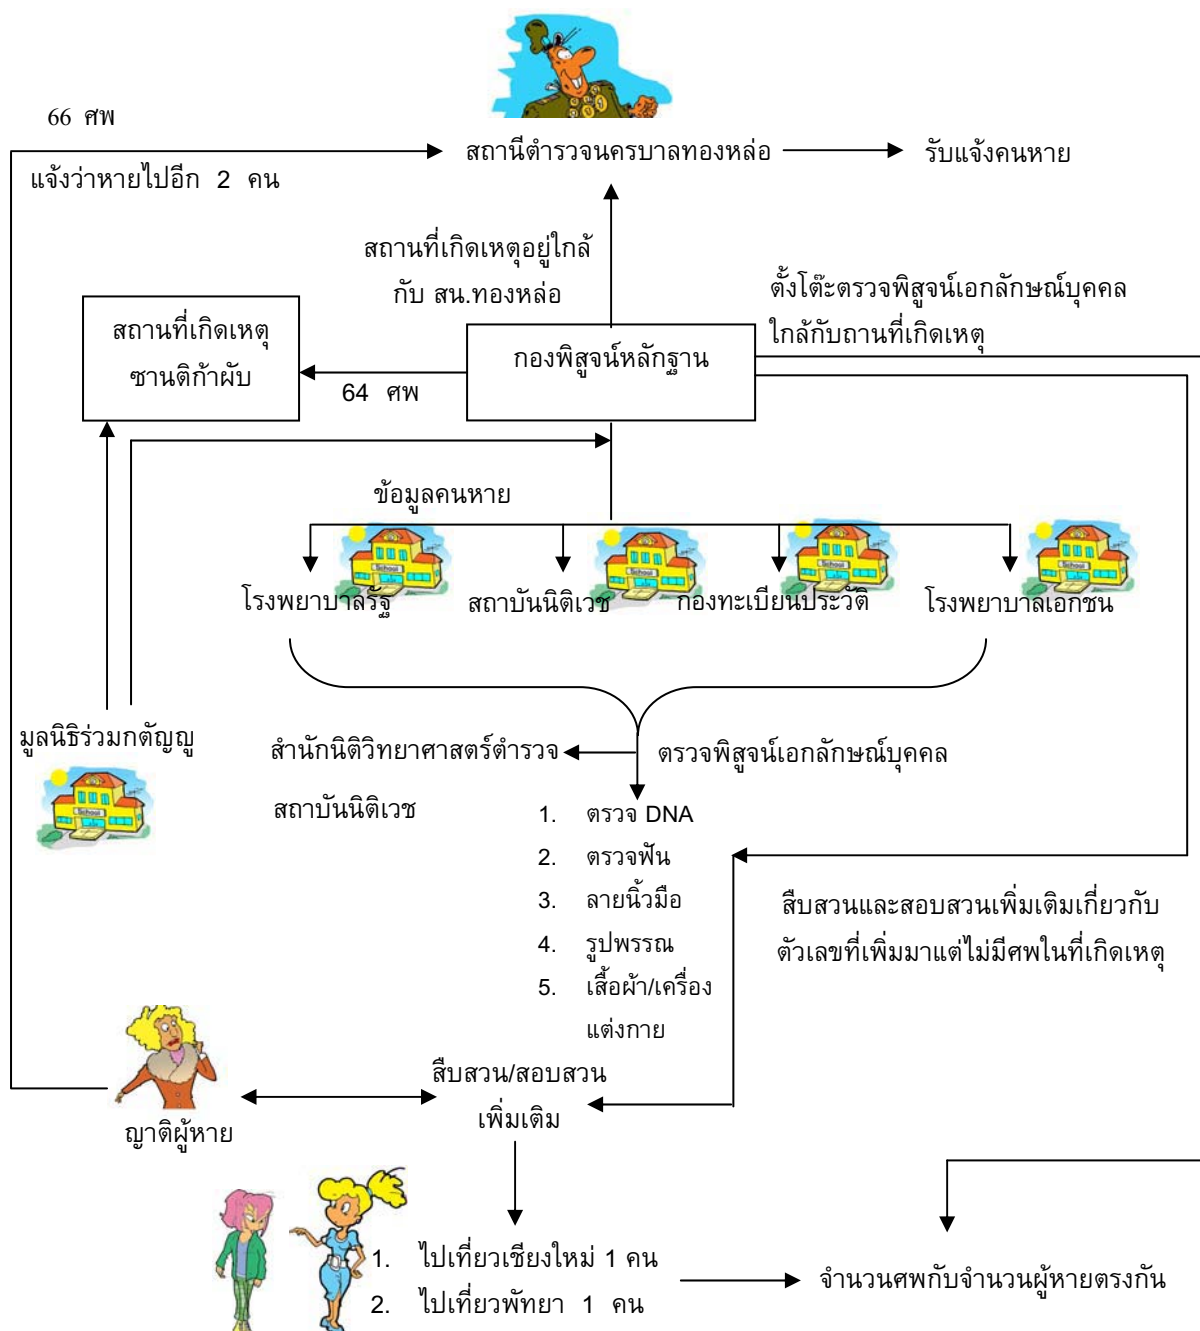 66 ศพ
สถานีตำรวจนครบาลทองหล่อ
รับแจ้งคนหาย
แจ้งว่าหายไปอีก 2 คน
สถานที่เกิดเหตุอยู่ใกล้
กับ สน.ทองหล่อ
ตั้งโต๊ะตรวจพิสูจน์เอกลักษณ์บุคคล
ใกล้กับถานที่เกิดเหตุ
สถานที่เกิดเหตุ
ซานติก้าผับ
กองพิสูจน์หลักฐาน
64 ศพ
ข้อมูลคนหาย
School
School
School
School
โรงพยาบาลรัฐ
สถาบันนิติเวช
กองทะเบียนประวัติ
โรงพยาบาลเอกชน
มูลนิธิร่วมกตัญญู
School
สำนักนิติวิทยาศาสตร์ตำรวจ
สถาบันนิติเวช
ตรวจพิสูจน์เอกลักษณ์บุคคล
1. ตรวจ DNA
2. ตรวจฟัน
3. ลายนิ้วมือ
4. รูปพรรณ
5. เสื้อผ้า/เครื่อง
แต่งกาย
สืบสวนและสอบสวนเพิ่มเติมเกี่ยวกับ
ตัวเลขที่เพิ่มมาแต่ไม่มีศพในที่เกิดเหตุ
ญาติผู้หาย
สืบสวน/สอบสวน
เพิ่มเติม
1. ไปเที่ยวเชียงใหม่ 1 คน
2. ไปเที่ยวพัทยา 1 คน
จำนวนศพกับจำนวนผู้หายตรงกัน